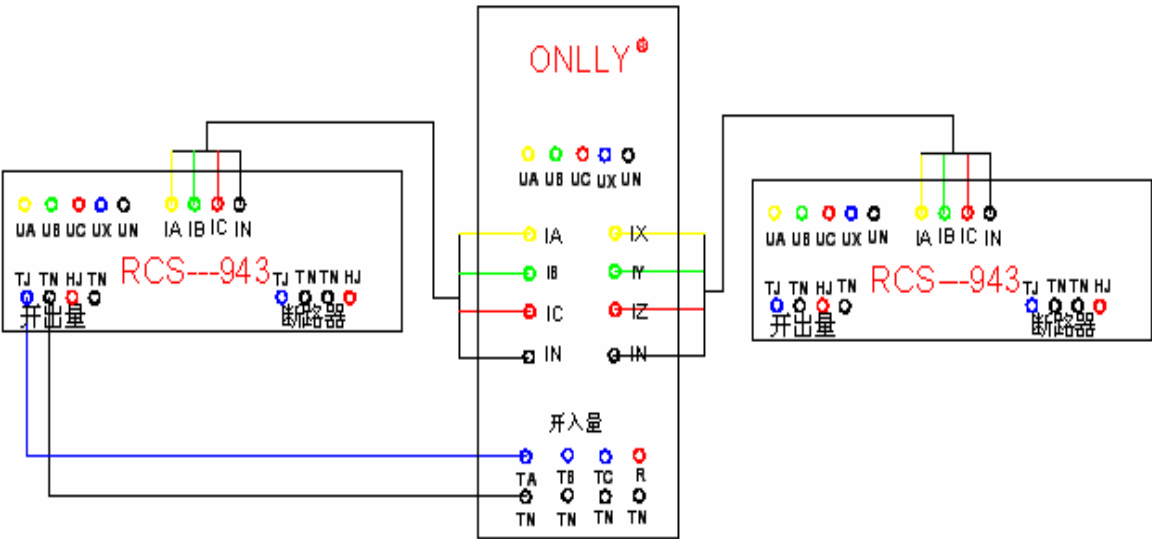 ONLLY®
UA UB UC UX UN
IA IX
IB IY
IC IZ
IN IN
开入量
TA TB TC R
TN TN TN TN
UA UB UC UX UN IA IB IC IN
RCS---943
TJ TN HJ TN TJ TN TN HJ
开出量 断路器
UA UB UC UX UN IA IB IC IN
RCS---943
TJ TN HJ TN TJ TN TN HJ
开出量 断路器